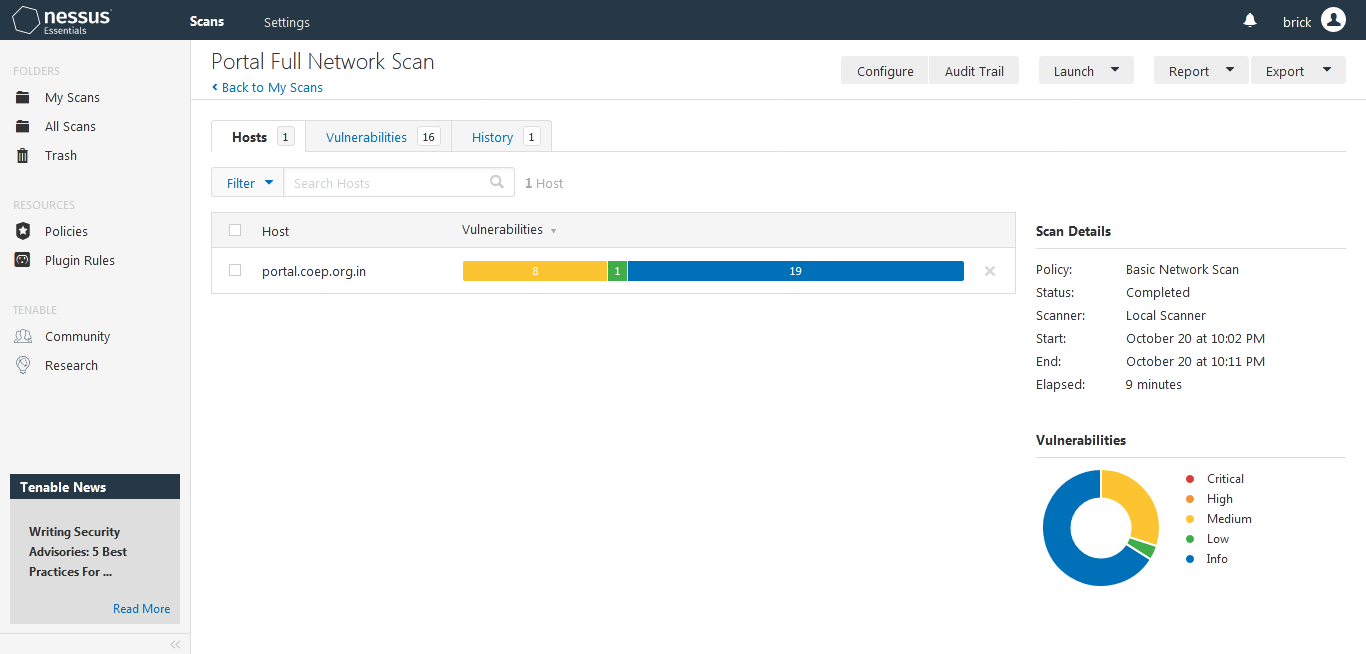 nessus
Essentials
Scans
Settings
brick
FOLDERS
My Scans
All Scans
Trash
RESOURCES
Policies
Plugin Rules
TENABLE
Community
Research
Tenable News
Writing Security
Advisories: 5 Best
Practices For ...
Read More
Portal Full Network Scan
Back to My Scans
Configure
Audit Trail
Launch
Report
Export
Hosts 1
Vulnerabilities 16
History 1
Filter
Search Hosts
1 Host
Host
Vulnerabilities
portal.coep.org.in
8
1
19
Scan Details
Policy: Basic Network Scan
Status: Completed
Scanner: Local Scanner
Start: October 20 at 10:02 PM
End: October 20 at 10:11 PM
Elapsed: 9 minutes
Vulnerabilities
Critical
High
Medium
Low
Info